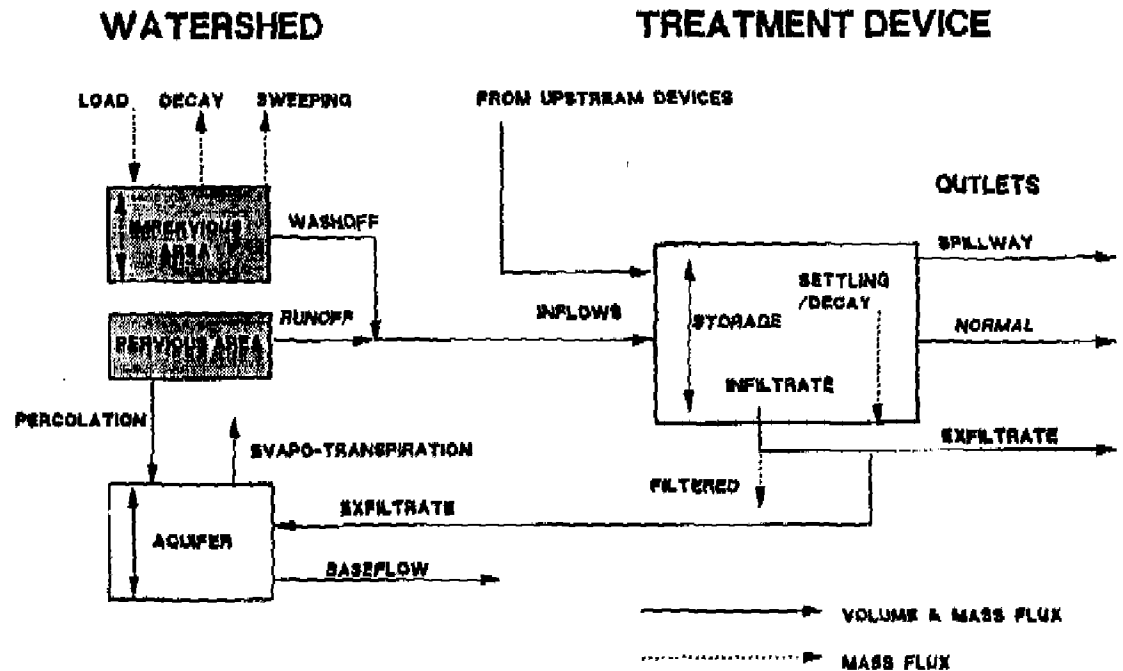 WATERSHED
TREATMENT DEVICE
LOAD DECAY SWEEPING
FROM UPSTREAM DEVICES
OUTLETS
IMPERVIOUS
AREA
WASHOFF
SPILLWAY
SETTLING
/DECAY
RUNOFF
INFLOWS
STORAGE
NORMAL
PERVIOUS AREA
INFILTRATE
PERCOLATION
EXFILTRATE
EVAPO-TRANSPIRATION
FILTERED
EXFILTRATE
AQUIFER
BASEFLOW
VOLUME & MASS FLUX
MASS FLUX